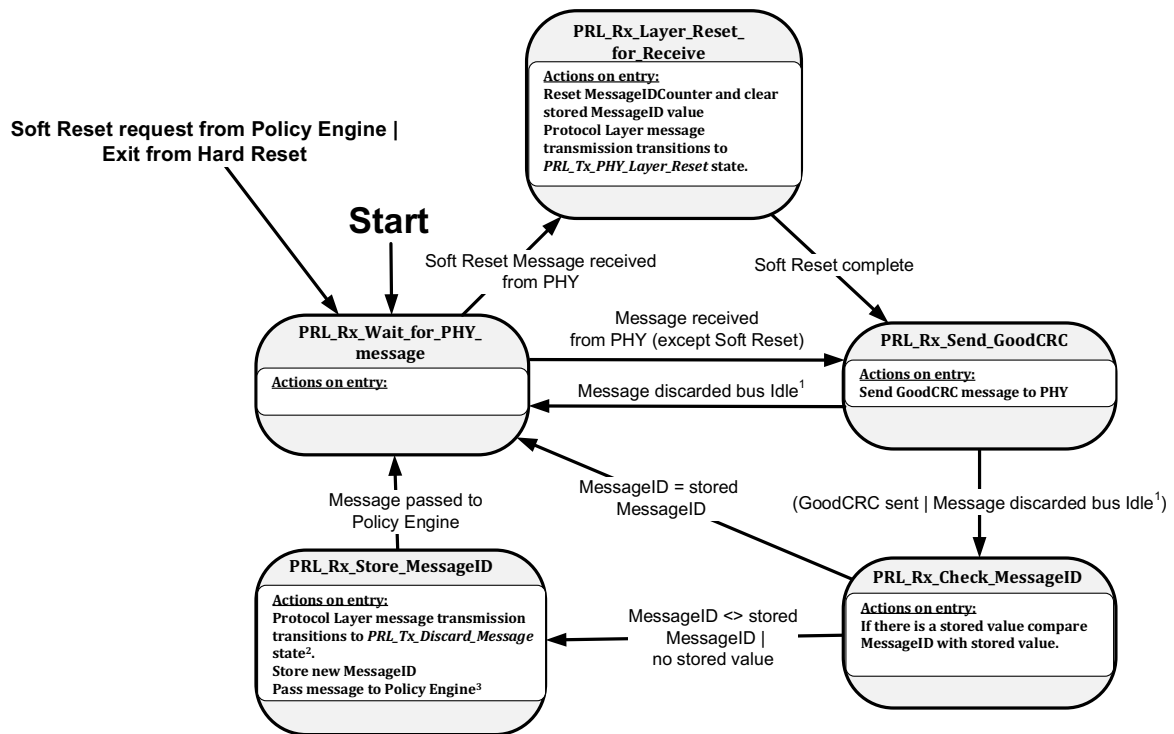 PRL_Rx_Layer_Reset_
for_Receive
Actions on entry:
Reset MessageIDCounter and clear
stored MessageID value
Protocol Layer message
transmission transitions to
PRL_Tx_PHY_Layer_Reset state.
Soft Reset request from Policy Engine |
Exit from Hard Reset
Start
Soft Reset Message received
from PHY
Soft Reset complete
PRL_Rx_Wait_for_PHY_
message
Actions on entry:
Message received
from PHY (except Soft Reset)
Message discarded bus Idle¹
PRL_Rx_Send_GoodCRC
Actions on entry:
Send GoodCRC message to PHY
Message passed to
Policy Engine
MessageID = stored
MessageID
(GoodCRC sent | Message discarded bus Idle¹)
PRL_Rx_Store_MessageID
Actions on entry:
Protocol Layer message transmission
transitions to PRL_Tx_Discard_Message
state².
Store new MessageID
Pass message to Policy Engine³
MessageID <> stored
MessageID |
no stored value
PRL_Rx_Check_MessageID
Actions on entry:
If there is a stored value compare
MessageID with stored value.